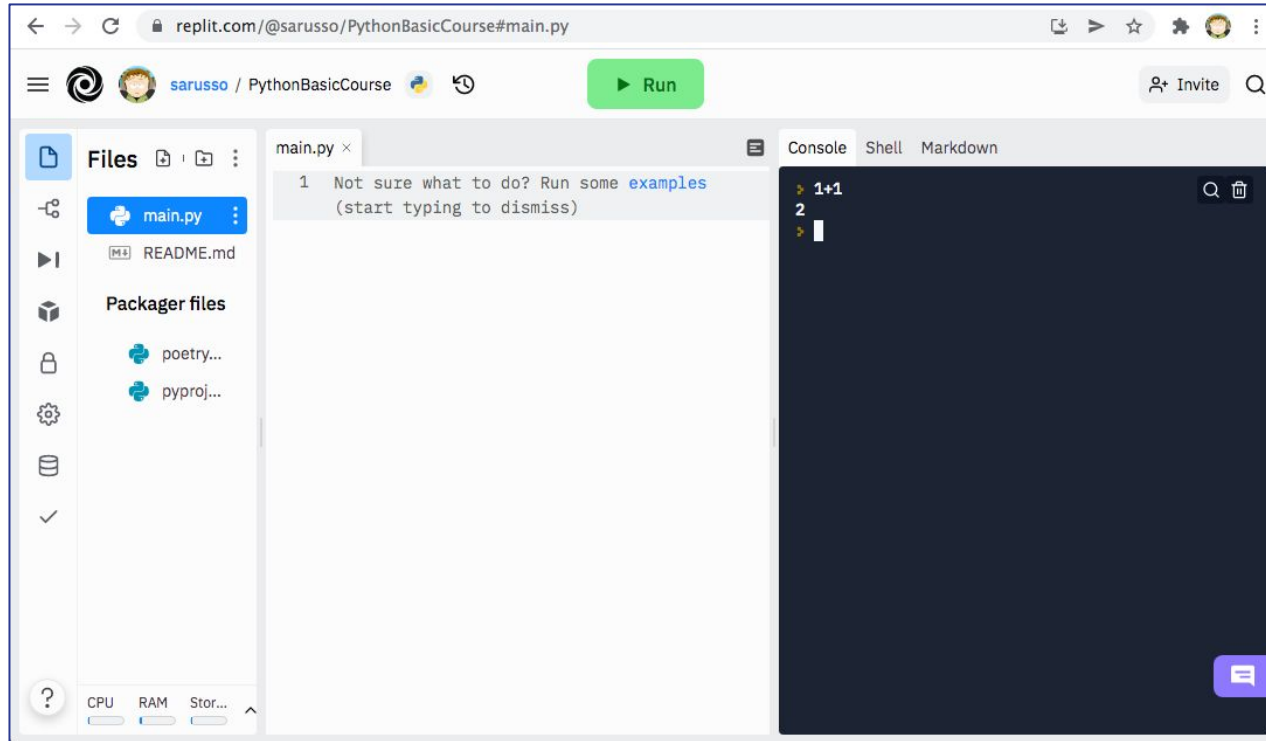 replit.com/@sarusso/PythonBasicCourse#main.py
sarusso / PythonBasicCourse
Run
Invite
Files
main.py
README.md
Packager files
poetry...
pyproj...
CPU RAM Stor...
main.py ×
1 Not sure what to do? Run some examples
(start typing to dismiss)
Console Shell Markdown
> 1+1
2
>